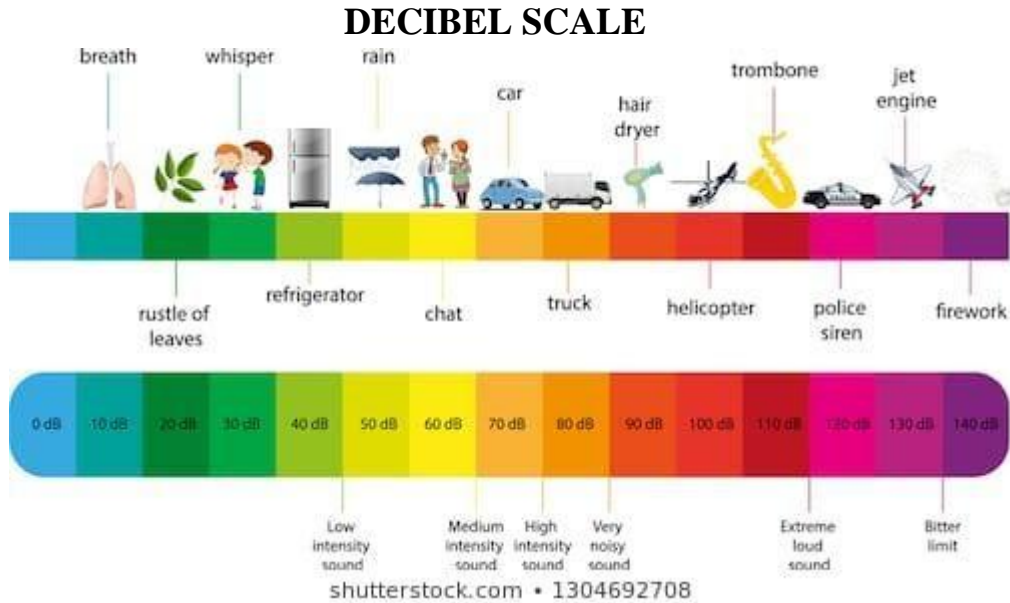 DECIBEL SCALE
breath
whisper
rain
car
hair
dryer
trombone
jet
engine
rustle of
leaves
refrigerator
chat
truck
helicopter
police
siren
firework
0 dB 10 dB 20 dB 30 dB 40 dB 50 dB 60 dB 70 dB 80 dB 90 dB 100 dB 110 dB 120 dB 130 dB 140 dB
Low
intensity
sound
Medium
intensity
sound
High
intensity
sound
Very
noisy
sound
Extreme
loud
sound
Bitter
limit
shutterstock.com • 1304692708